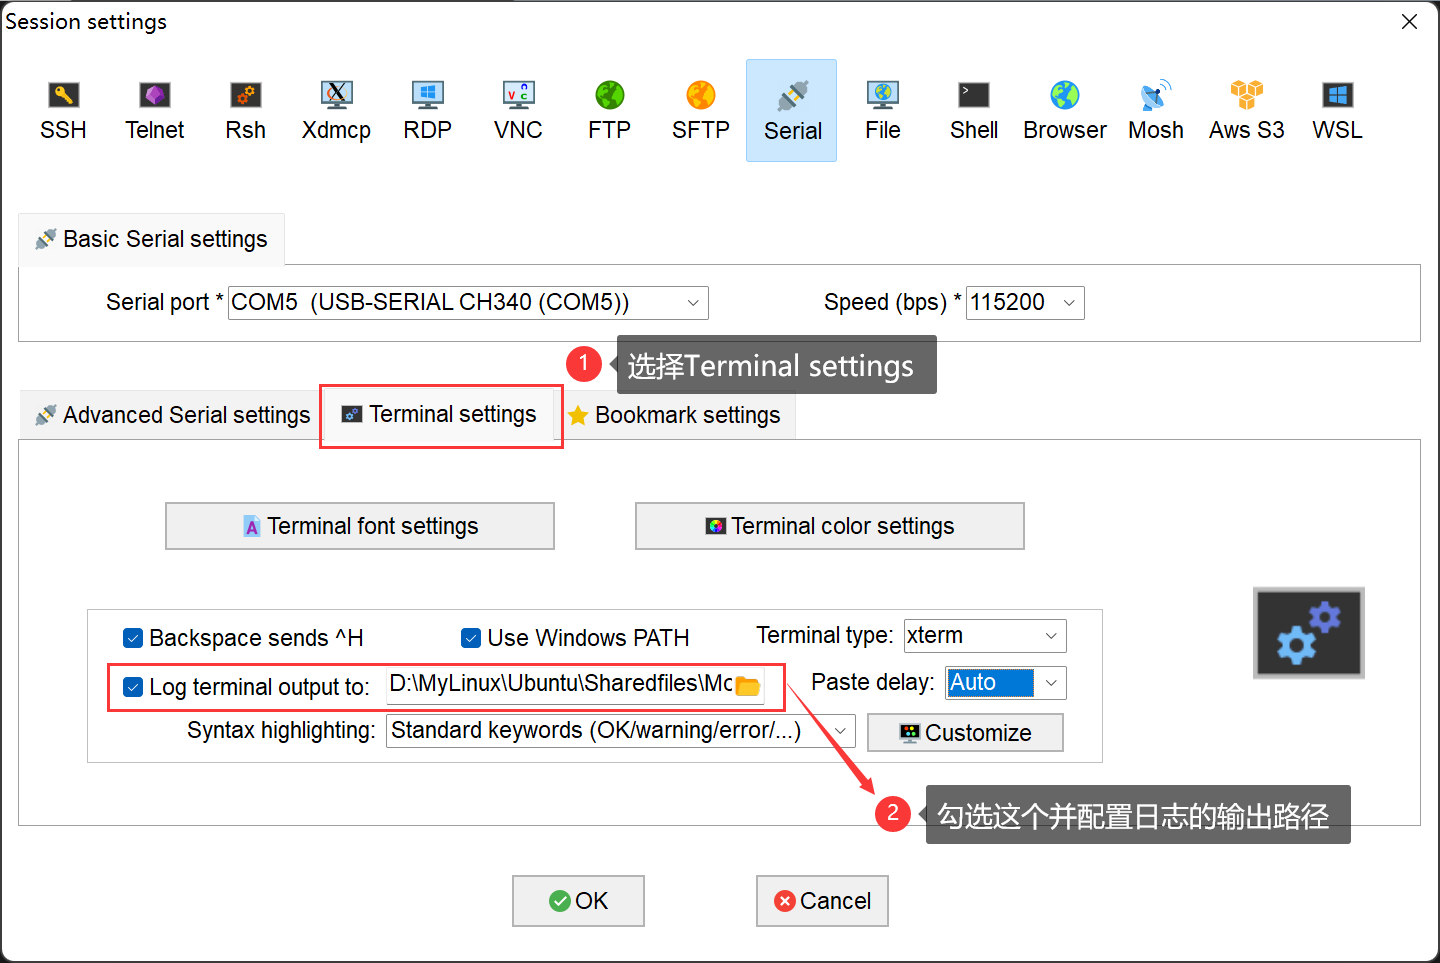 Session settings
SSH Telnet Rsh Xdmcp RDP VNC FTP SFTP Serial File Shell Browser Mosh Aws S3 WSL
Basic Serial settings
Serial port * COM5 (USB-SERIAL CH340 (COM5)) Speed (bps) * 115200
1 选择Terminal settings
Advanced Serial settings Terminal settings Bookmark settings
Terminal font settings Terminal color settings
Backspace sends ^H Use Windows PATH Terminal type: xterm
Log terminal output to: D:\MyLinux\Ubuntu\Sharedfiles\Mc Paste delay: Auto
Syntax highlighting: Standard keywords (OK/warning/error/...) Customize
2 勾选这个并配置日志的输出路径
OK Cancel